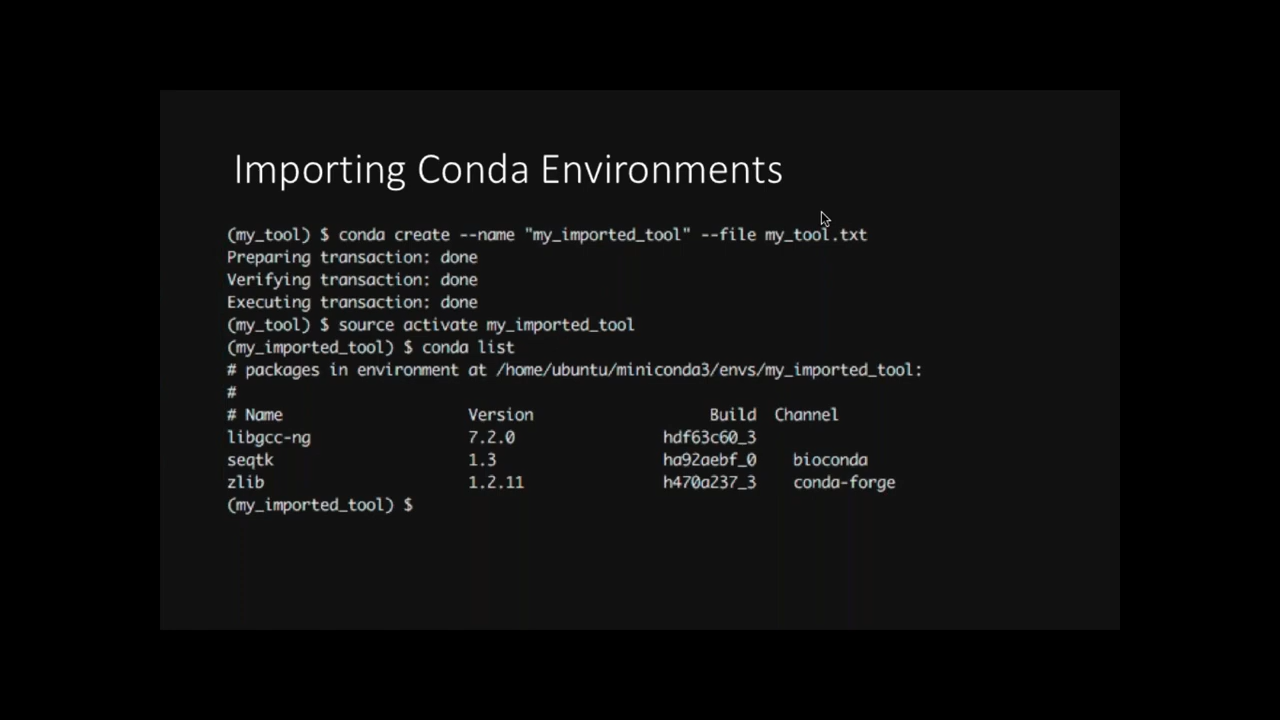 Importing Conda Environments
(my_tool) $ conda create --name "my_imported_tool" --file my_tool.txt
Preparing transaction: done
Verifying transaction: done
Executing transaction: done
(my_tool) $ source activate my_imported_tool
(my_imported_tool) $ conda list
# packages in environment at /home/ubuntu/miniconda3/envs/my_imported_tool:
#
# Name Version Build Channel
libgcc-ng 7.2.0 hdf63c60_3
seqtk 1.3 ha92aebf_0 bioconda
zlib 1.2.11 h470a237_3 conda-forge
(my_imported_tool) $